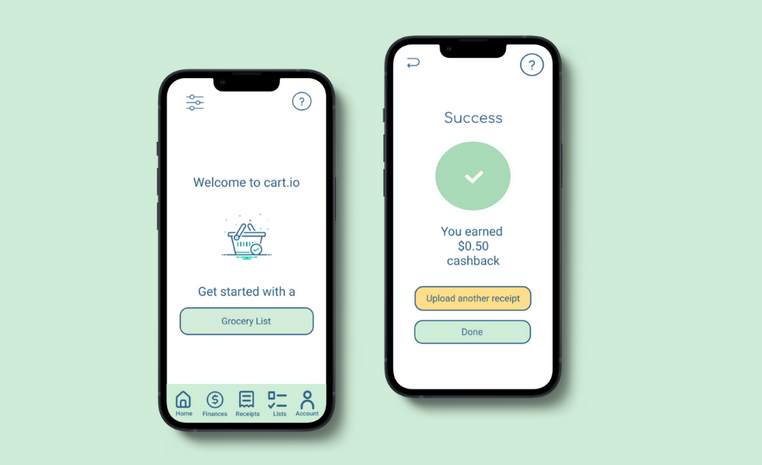 ?
Welcome to cart.io
Get started with a
Grocery List
Home Finances Receipts Lists Account
?
Success
You earned
$0.50
cashback
Upload another receipt
Done